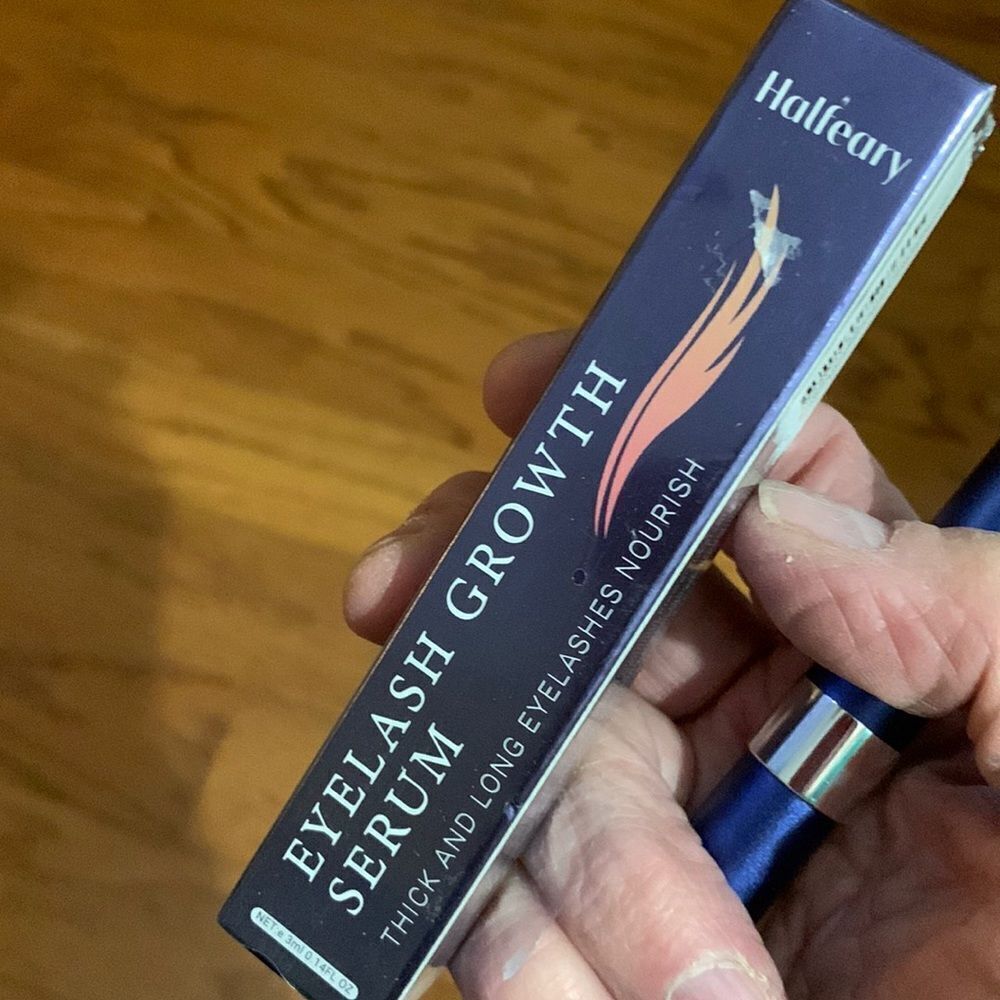 Halfeary
EYELASH GROWTH
SERUM
THICK AND LONG EYELASHES NOURISH
NET.e 3ml 0.14FL OZ